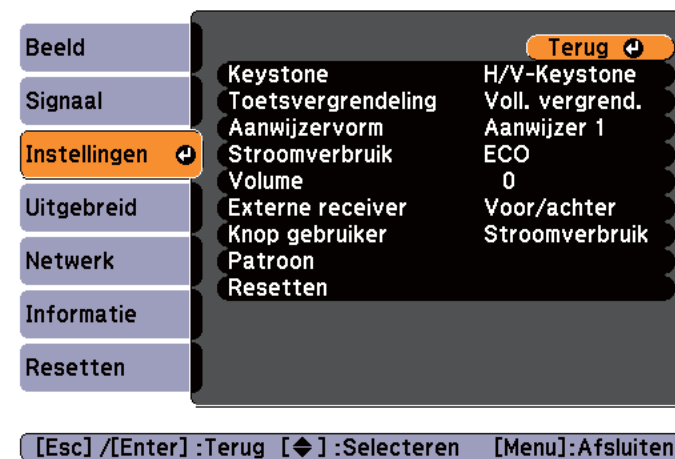 Beeld
Signaal
Instellingen
Uitgebreid
Netwerk
Informatie
Resetten
Terug
Keystone H/V-Keystone
Toetsvergrendeling Voll. vergrend.
Aanwijzervorm Aanwijzer 1
Stroomverbruik ECO
Volume 0
Externe receiver Voor/achter
Knop gebruiker Stroomverbruik
Patroon
Resetten
[Esc] /[Enter] :Terug [◆] :Selecteren [Menu]:Afsluiten